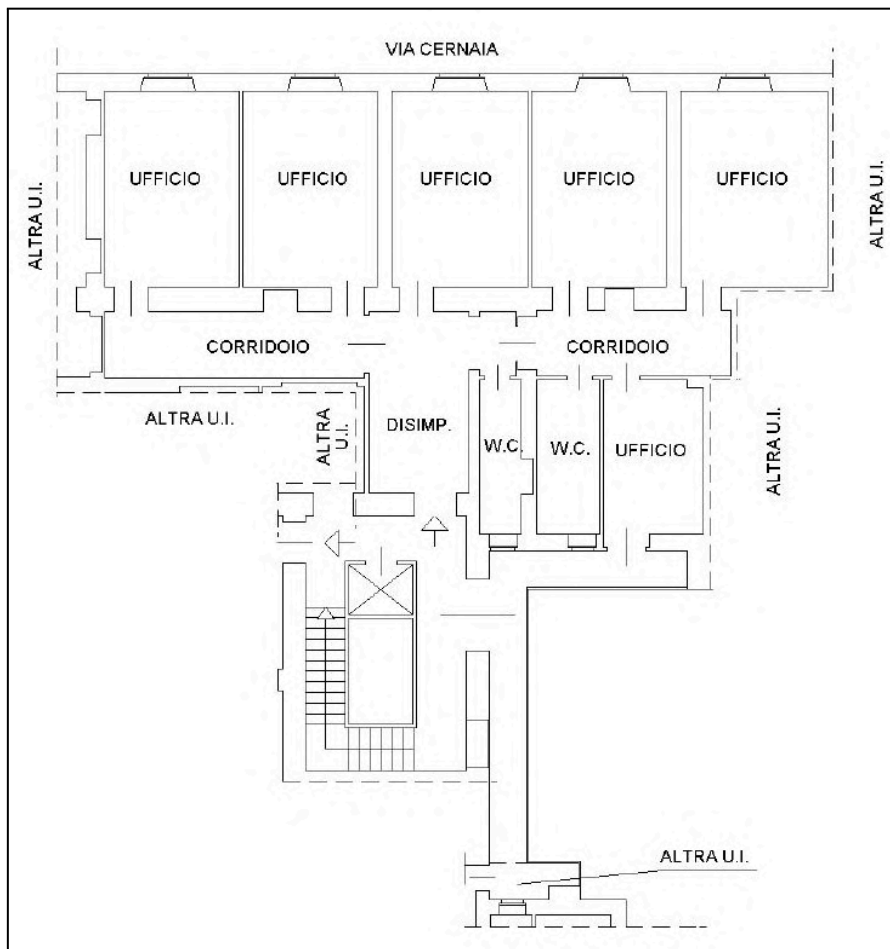 VIA CERNAIA
UFFICIO
UFFICIO
UFFICIO
UFFICIO
UFFICIO
ALTRA U.I.
ALTRA U.I.
CORRIDOIO
CORRIDOIO
ALTRA U.I.
ALTRA
U.I.
DISIMP.
W.C.
W.C.
UFFICIO
ALTRA U.I.
ALTRA U.I.